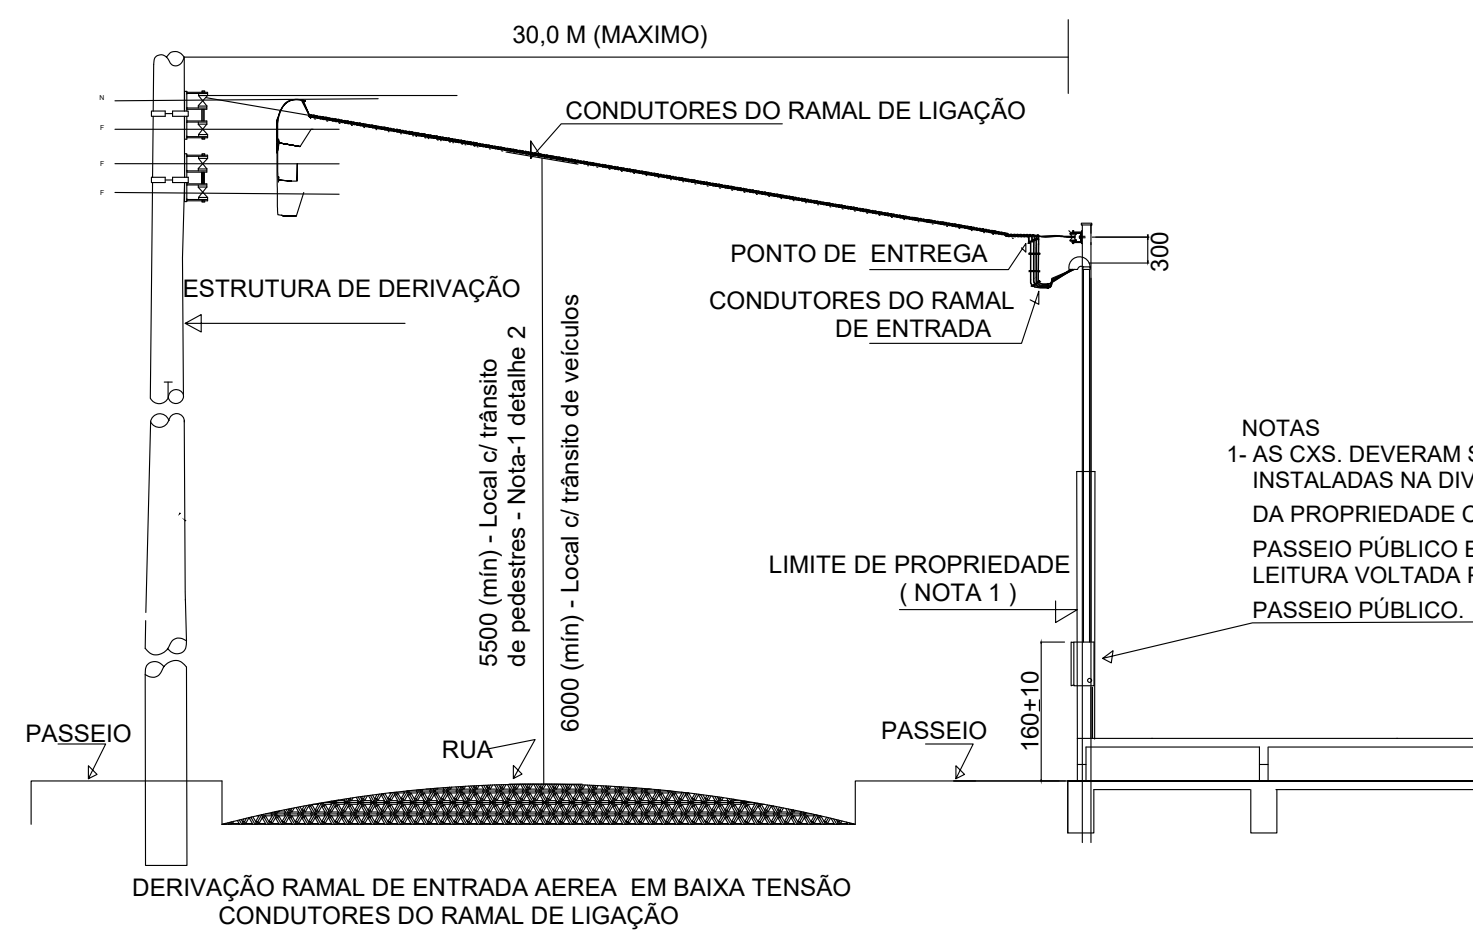 30,0 M (MAXIMO)
N
F
F
F
CONDUTORES DO RAMAL DE LIGAÇÃO
PONTO DE ENTREGA
300
CONDUTORES DO RAMAL
DE ENTRADA
ESTRUTURA DE DERIVAÇÃO
5500 (mín) - Local c/ trânsito
de pedestres - Nota-1 detalhe 2
6000 (mín) - Local c/ trânsito de veículos
NOTAS
1- AS CXS. DEVERAM
INSTALADAS NA
DA PROPRIEDADE
PASSEIO PÚBLICO
LEITURA VOLTADA
PASSEIO PÚBLICO.
LIMITE DE PROPRIEDADE
( NOTA 1 )
160±10
PASSEIO
RUA
PASSEIO
DERIVAÇÃO RAMAL DE ENTRADA AEREA EM BAIXA TENSÃO
CONDUTORES DO RAMAL DE LIGAÇÃO